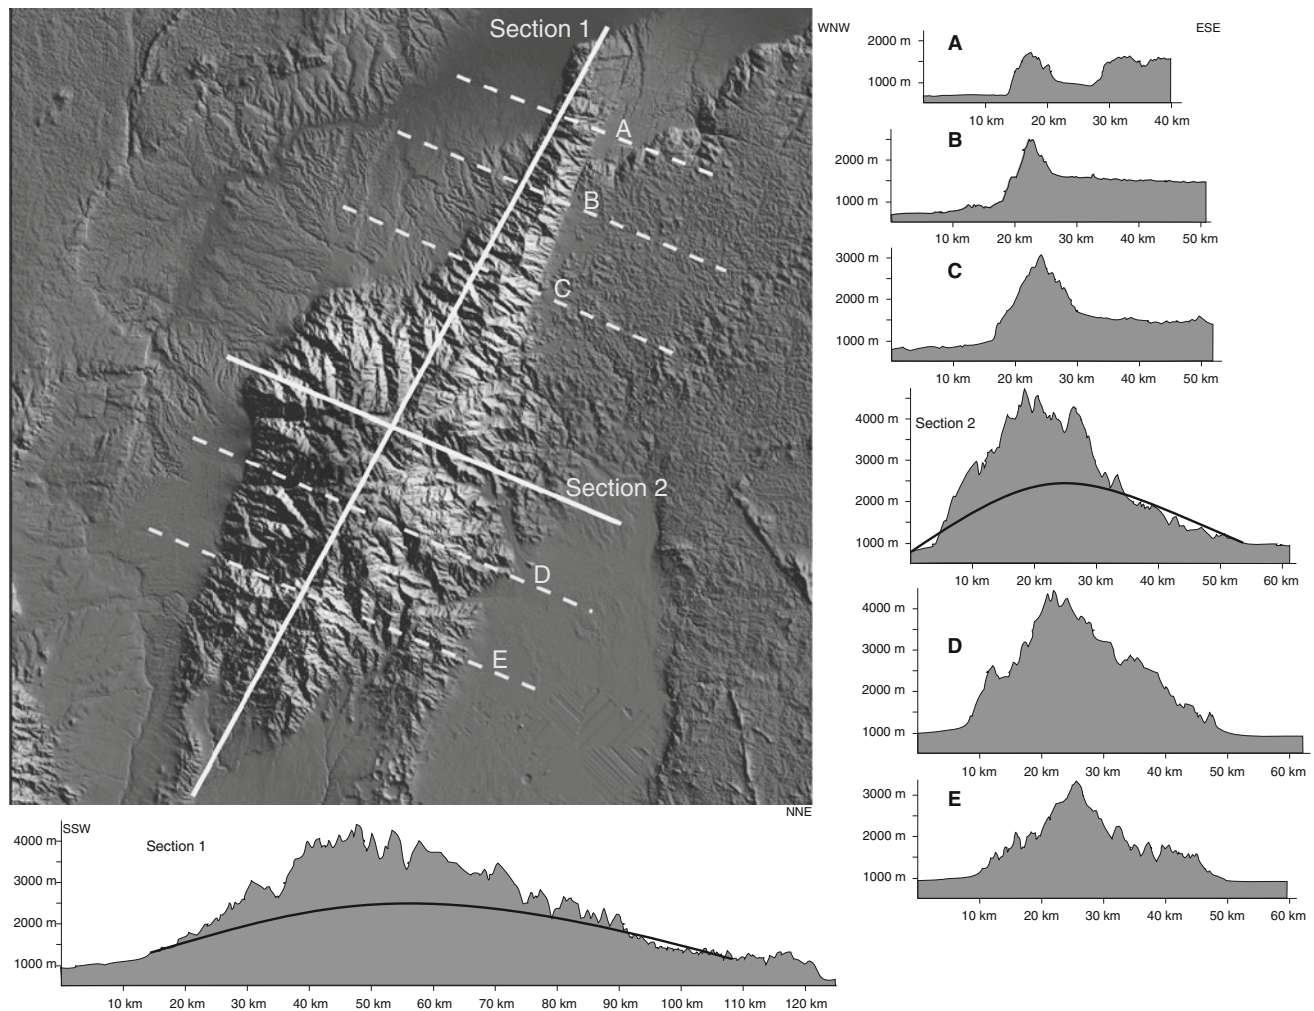 Section 1
A
B
C
Section 2
D
E
WNW
ESE
A
2000 m
1000 m
10 km 20 km 30 km 40 km
B
2000 m
1000 m
10 km 20 km 30 km 40 km 50 km
C
3000 m
2000 m
1000 m
10 km 20 km 30 km 40 km 50 km
Section 2
4000 m
3000 m
2000 m
1000 m
10 km 20 km 30 km 40 km 50 km 60 km
D
4000 m
3000 m
2000 m
1000 m
10 km 20 km 30 km 40 km 50 km 60 km
E
3000 m
2000 m
1000 m
10 km 20 km 30 km 40 km 50 km 60 km
SSW
NNE
Section 1
4000 m
3000 m
2000 m
1000 m
10 km 20 km 30 km 40 km 50 km 60 km 70 km 80 km 90 km 100 km 110 km 120 km